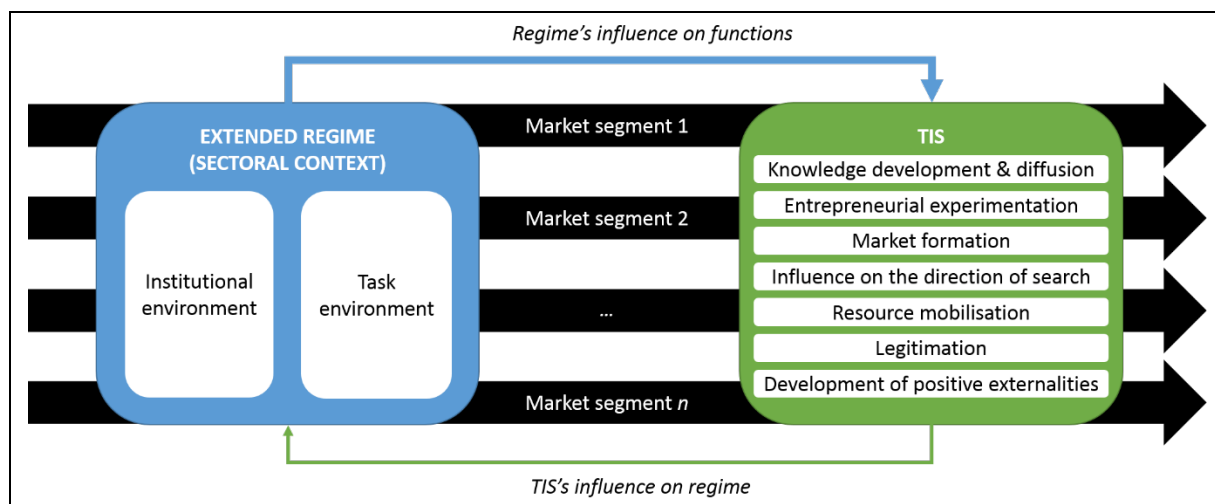 Regime's influence on functions
Market segment 1
EXTENDED REGIME
(SECTORAL CONTEXT)
Institutional
environment
Task
environment
Market segment 2
...
Market segment n
TIS
Knowledge development & diffusion
Entrepreneurial experimentation
Market formation
Influence on the direction of search
Resource mobilisation
Legitimation
Development of positive externalities
TIS's influence on regime